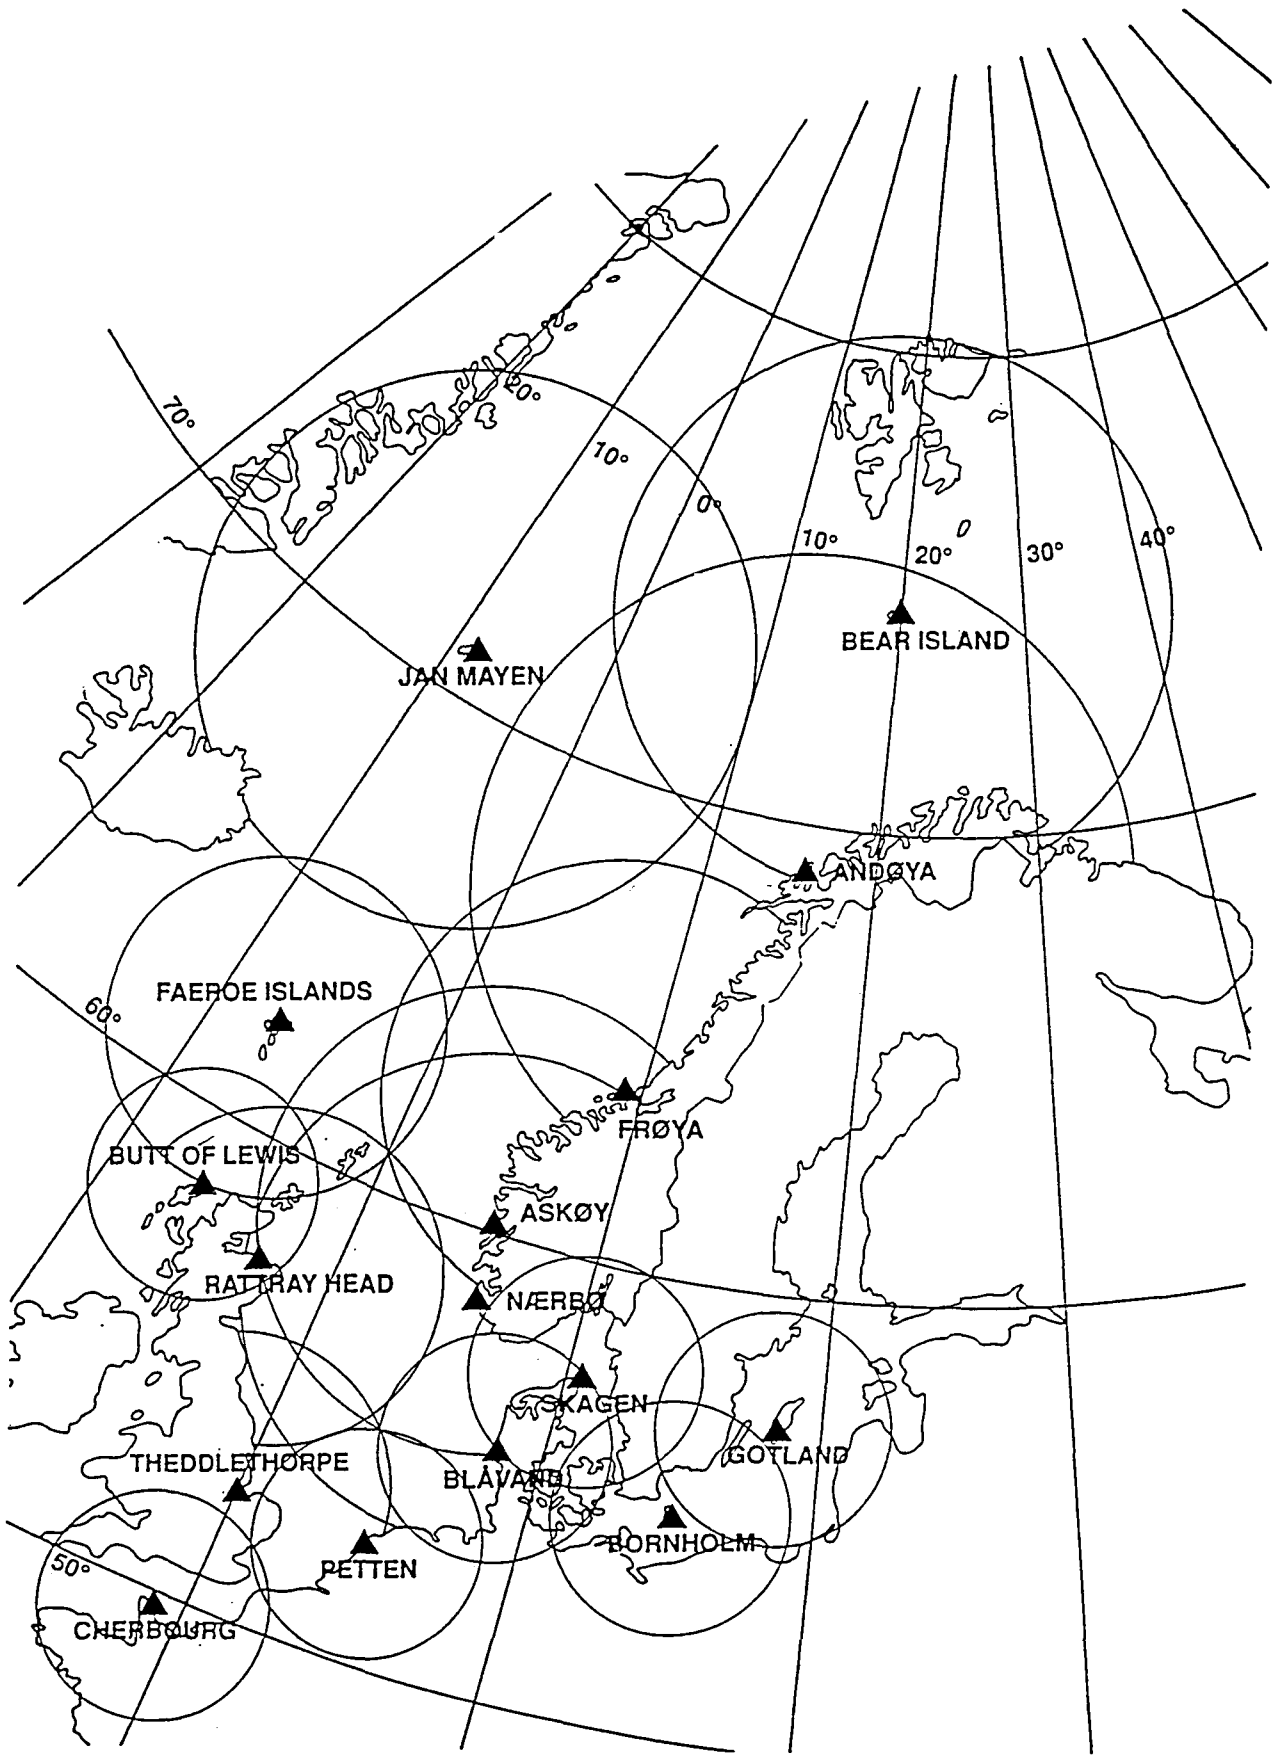 70°
20°
10°
0°
10°
20°
30°
40°
BEAR ISLAND
JAN MAYEN
ANDØYA
FAEROE ISLANDS
60°
FRØYA
BUTT OF LEWIS
ASKØY
RATTRAY HEAD
NÆRBØ
SKAGEN
GOTLAND
THEDDLETHORPE
BLÅVAND
BORNHOLM
PETTEN
50°
CHERBOURG